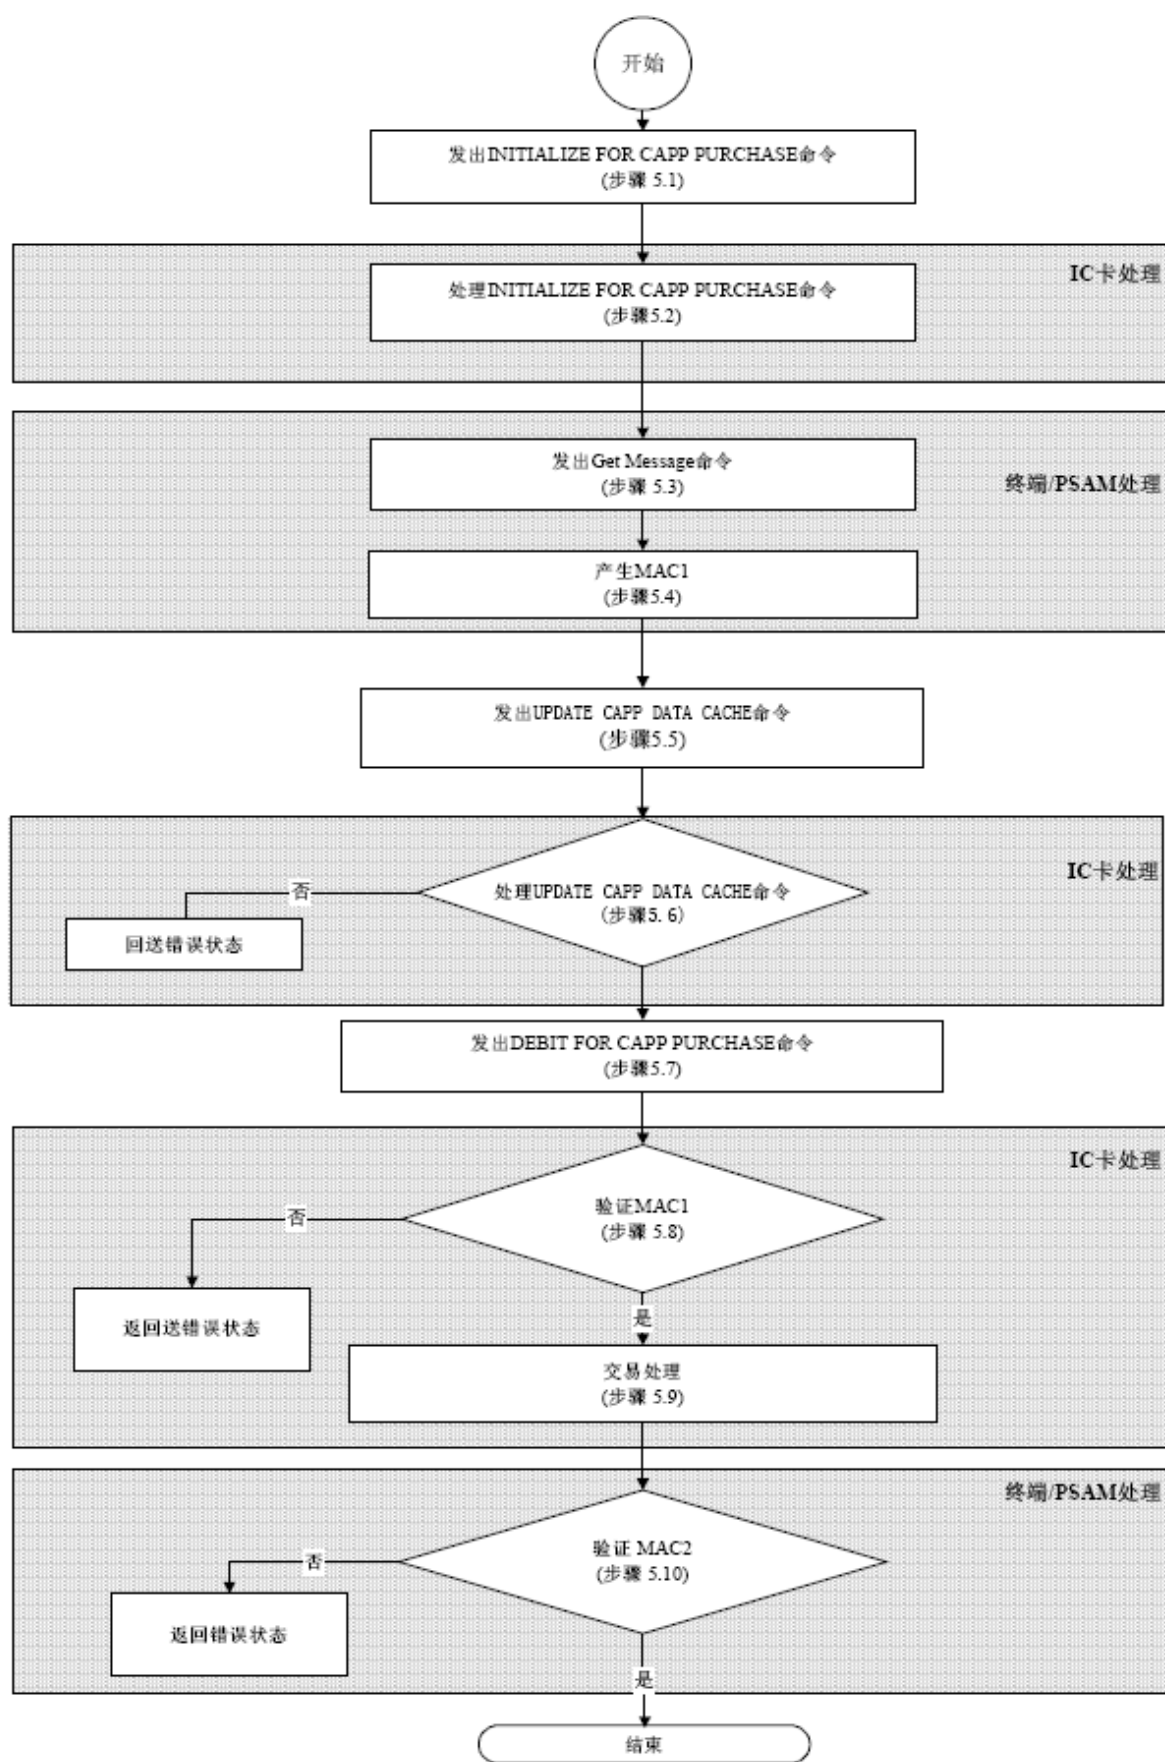 开始
发出INITIALIZE FOR CAPP PURCHASE命令
(步骤 5.1)
IC卡处理
处理INITIALIZE FOR CAPP PURCHASE命令
(步骤5.2)
发出Get Message命令
(步骤 5.3)
终端/PSAM处理
产生MAC1
(步骤5.4)
发出UPDATE CAPP DATA CACHE命令
(步骤5.5)
IC卡处理
处理UPDATE CAPP DATA CACHE命令
(步骤5.6)
否
回送错误状态
发出DEBIT FOR CAPP PURCHASE命令
(步骤5.7)
IC卡处理
验证MAC1
(步骤 5.8)
否
是
返回送错误状态
交易处理
(步骤 5.9)
终端/PSAM处理
验证 MAC2
(步骤 5.10)
否
返回错误状态
是
结束